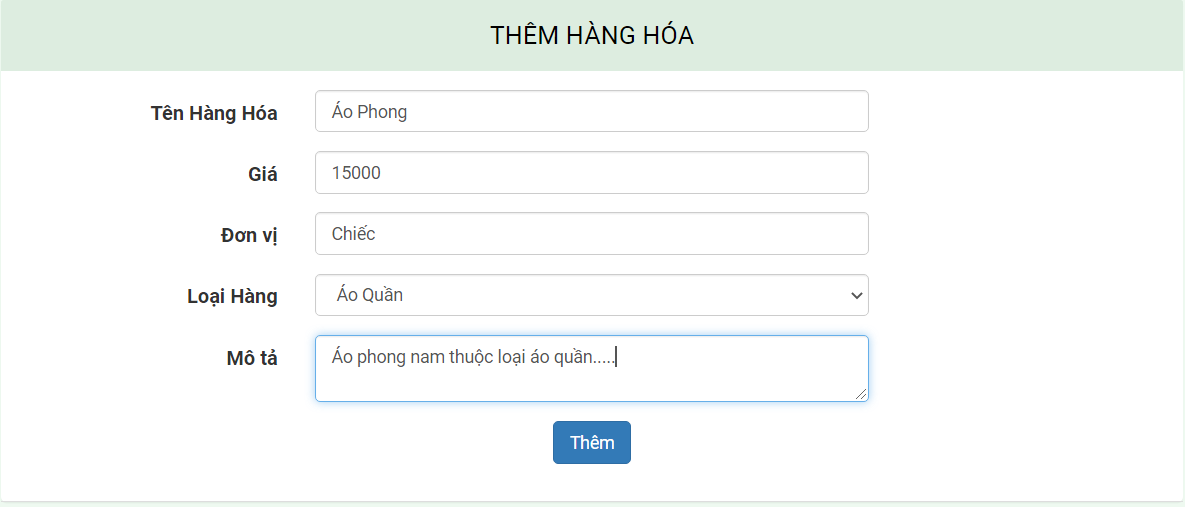 THÊM HÀNG HÓA
Tên Hàng Hóa Áo Phong
Giá 15000
Đơn vị Chiếc
Loại Hàng Áo Quần
Mô tả Áo phong nam thuộc loại áo quần.....
Thêm